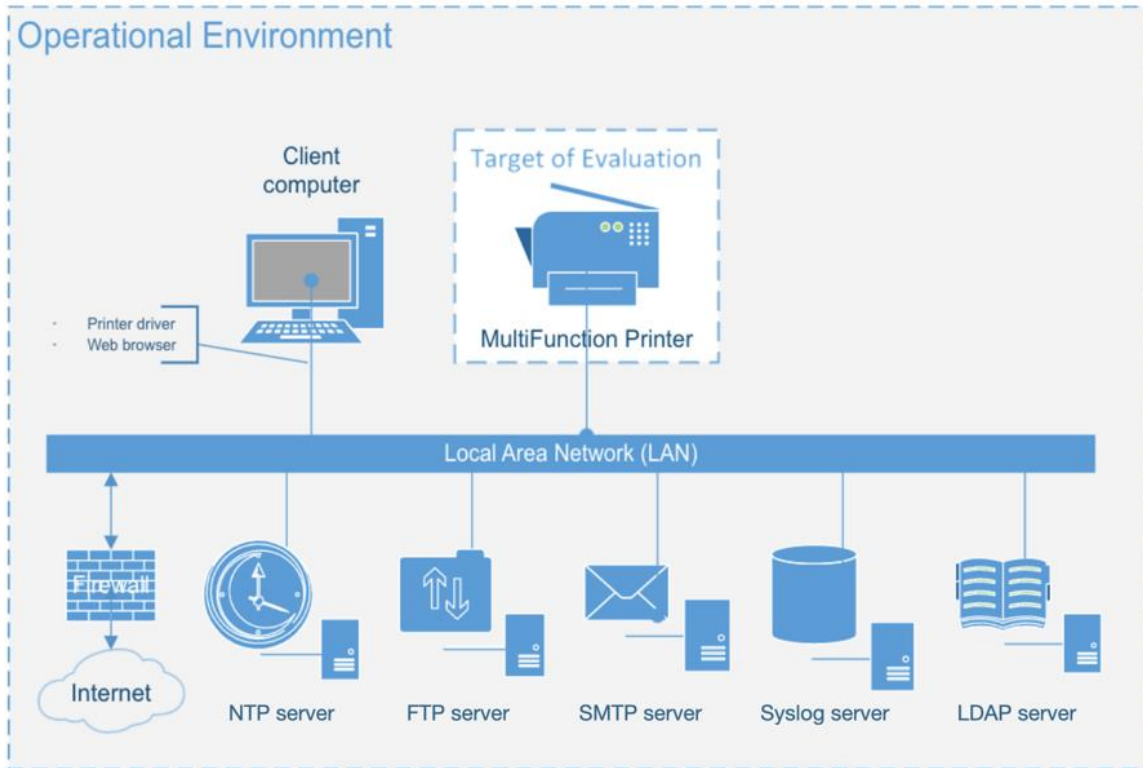 Operational Environment
Client
computer
Target of Evaluation
- Printer driver
- Web browser
MultiFunction Printer
Local Area Network (LAN)
Firewall
Internet
NTP server
FTP server
SMTP server
Syslog server
LDAP server